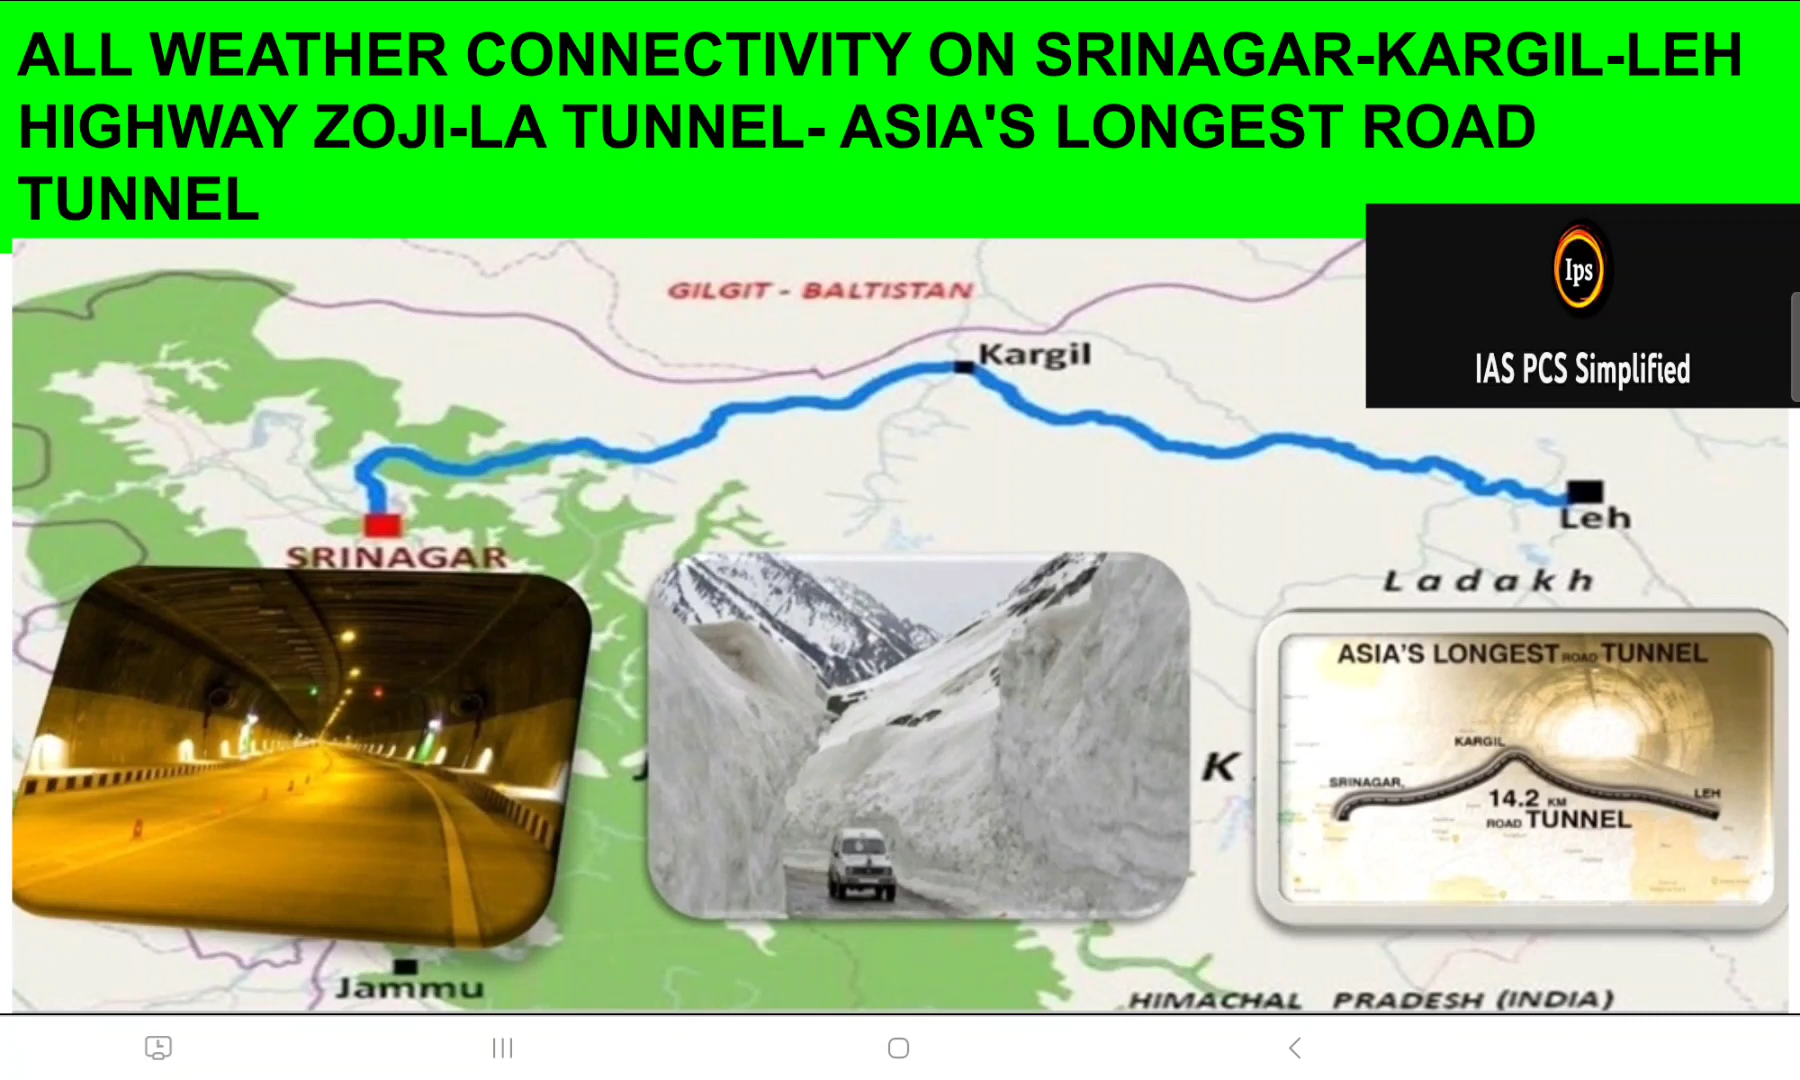 ALL WEATHER CONNECTIVITY ON SRINAGAR-KARGIL-LEH
HIGHWAY ZOJI-LA TUNNEL- ASIA'S LONGEST ROAD
TUNNEL
Ips
IAS PCS Simplified
GILGIT - BALTISTAN
Kargil
Leh
SRINAGAR
Ladakh
K
ASIA'S LONGEST ROAD TUNNEL
KARGIL
SRINAGAR
LEH
14.2 KM
ROAD TUNNEL
Jammu
HIMACHAL PRADESH (INDIA)